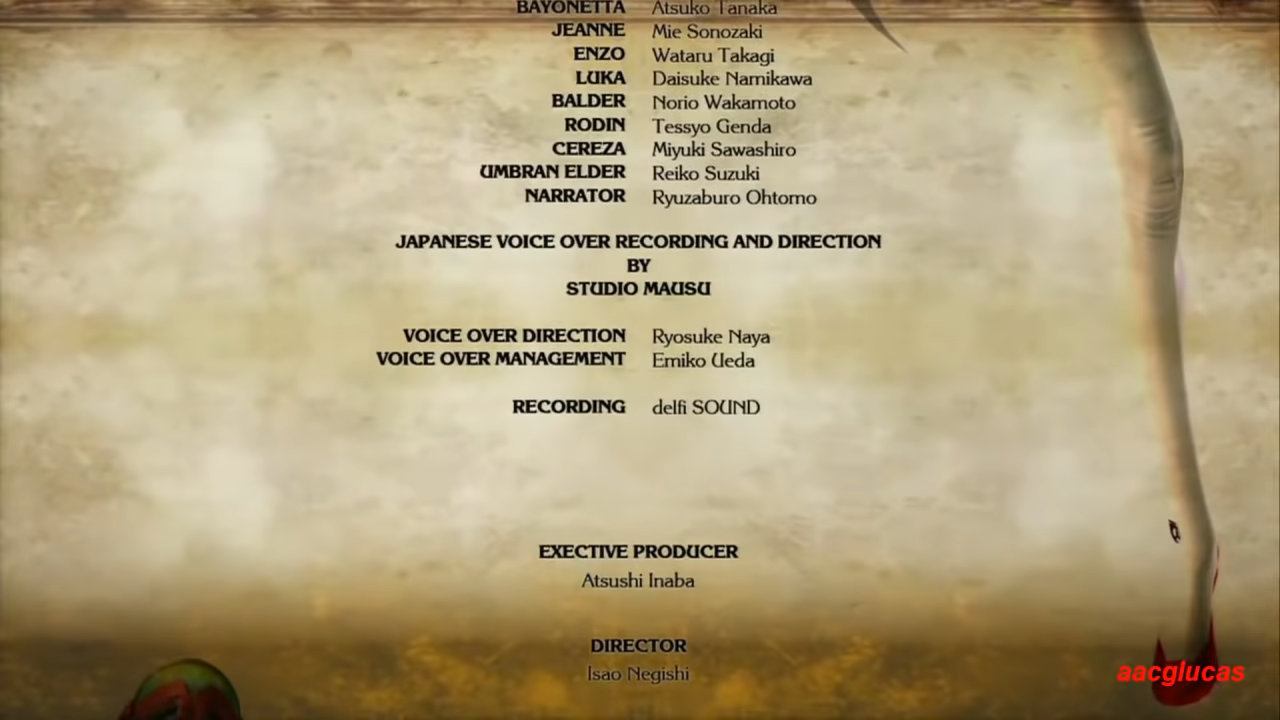 BAYONETTA Atsuko Tanaka
JEANNE Mie Sonozaki
ENZO Wataru Takagi
LUKA Daisuke Namikawa
BALDER Norio Wakamoto
RODIN Tessyo Genda
CEREZA Miyuki Sawashiro
UMBRAN ELDER Reiko Suzuki
NARRATOR Ryuzaburo Ohtomo
JAPANESE VOICE OVER RECORDING AND DIRECTION
BY
STUDIO MAUSU
VOICE OVER DIRECTION Ryosuke Naya
VOICE OVER MANAGEMENT Emiko Ueda
RECORDING delfi SOUND
EXECTIVE PRODUCER
Atsushi Inaba
DIRECTOR
Isao Negishi
aacglucas